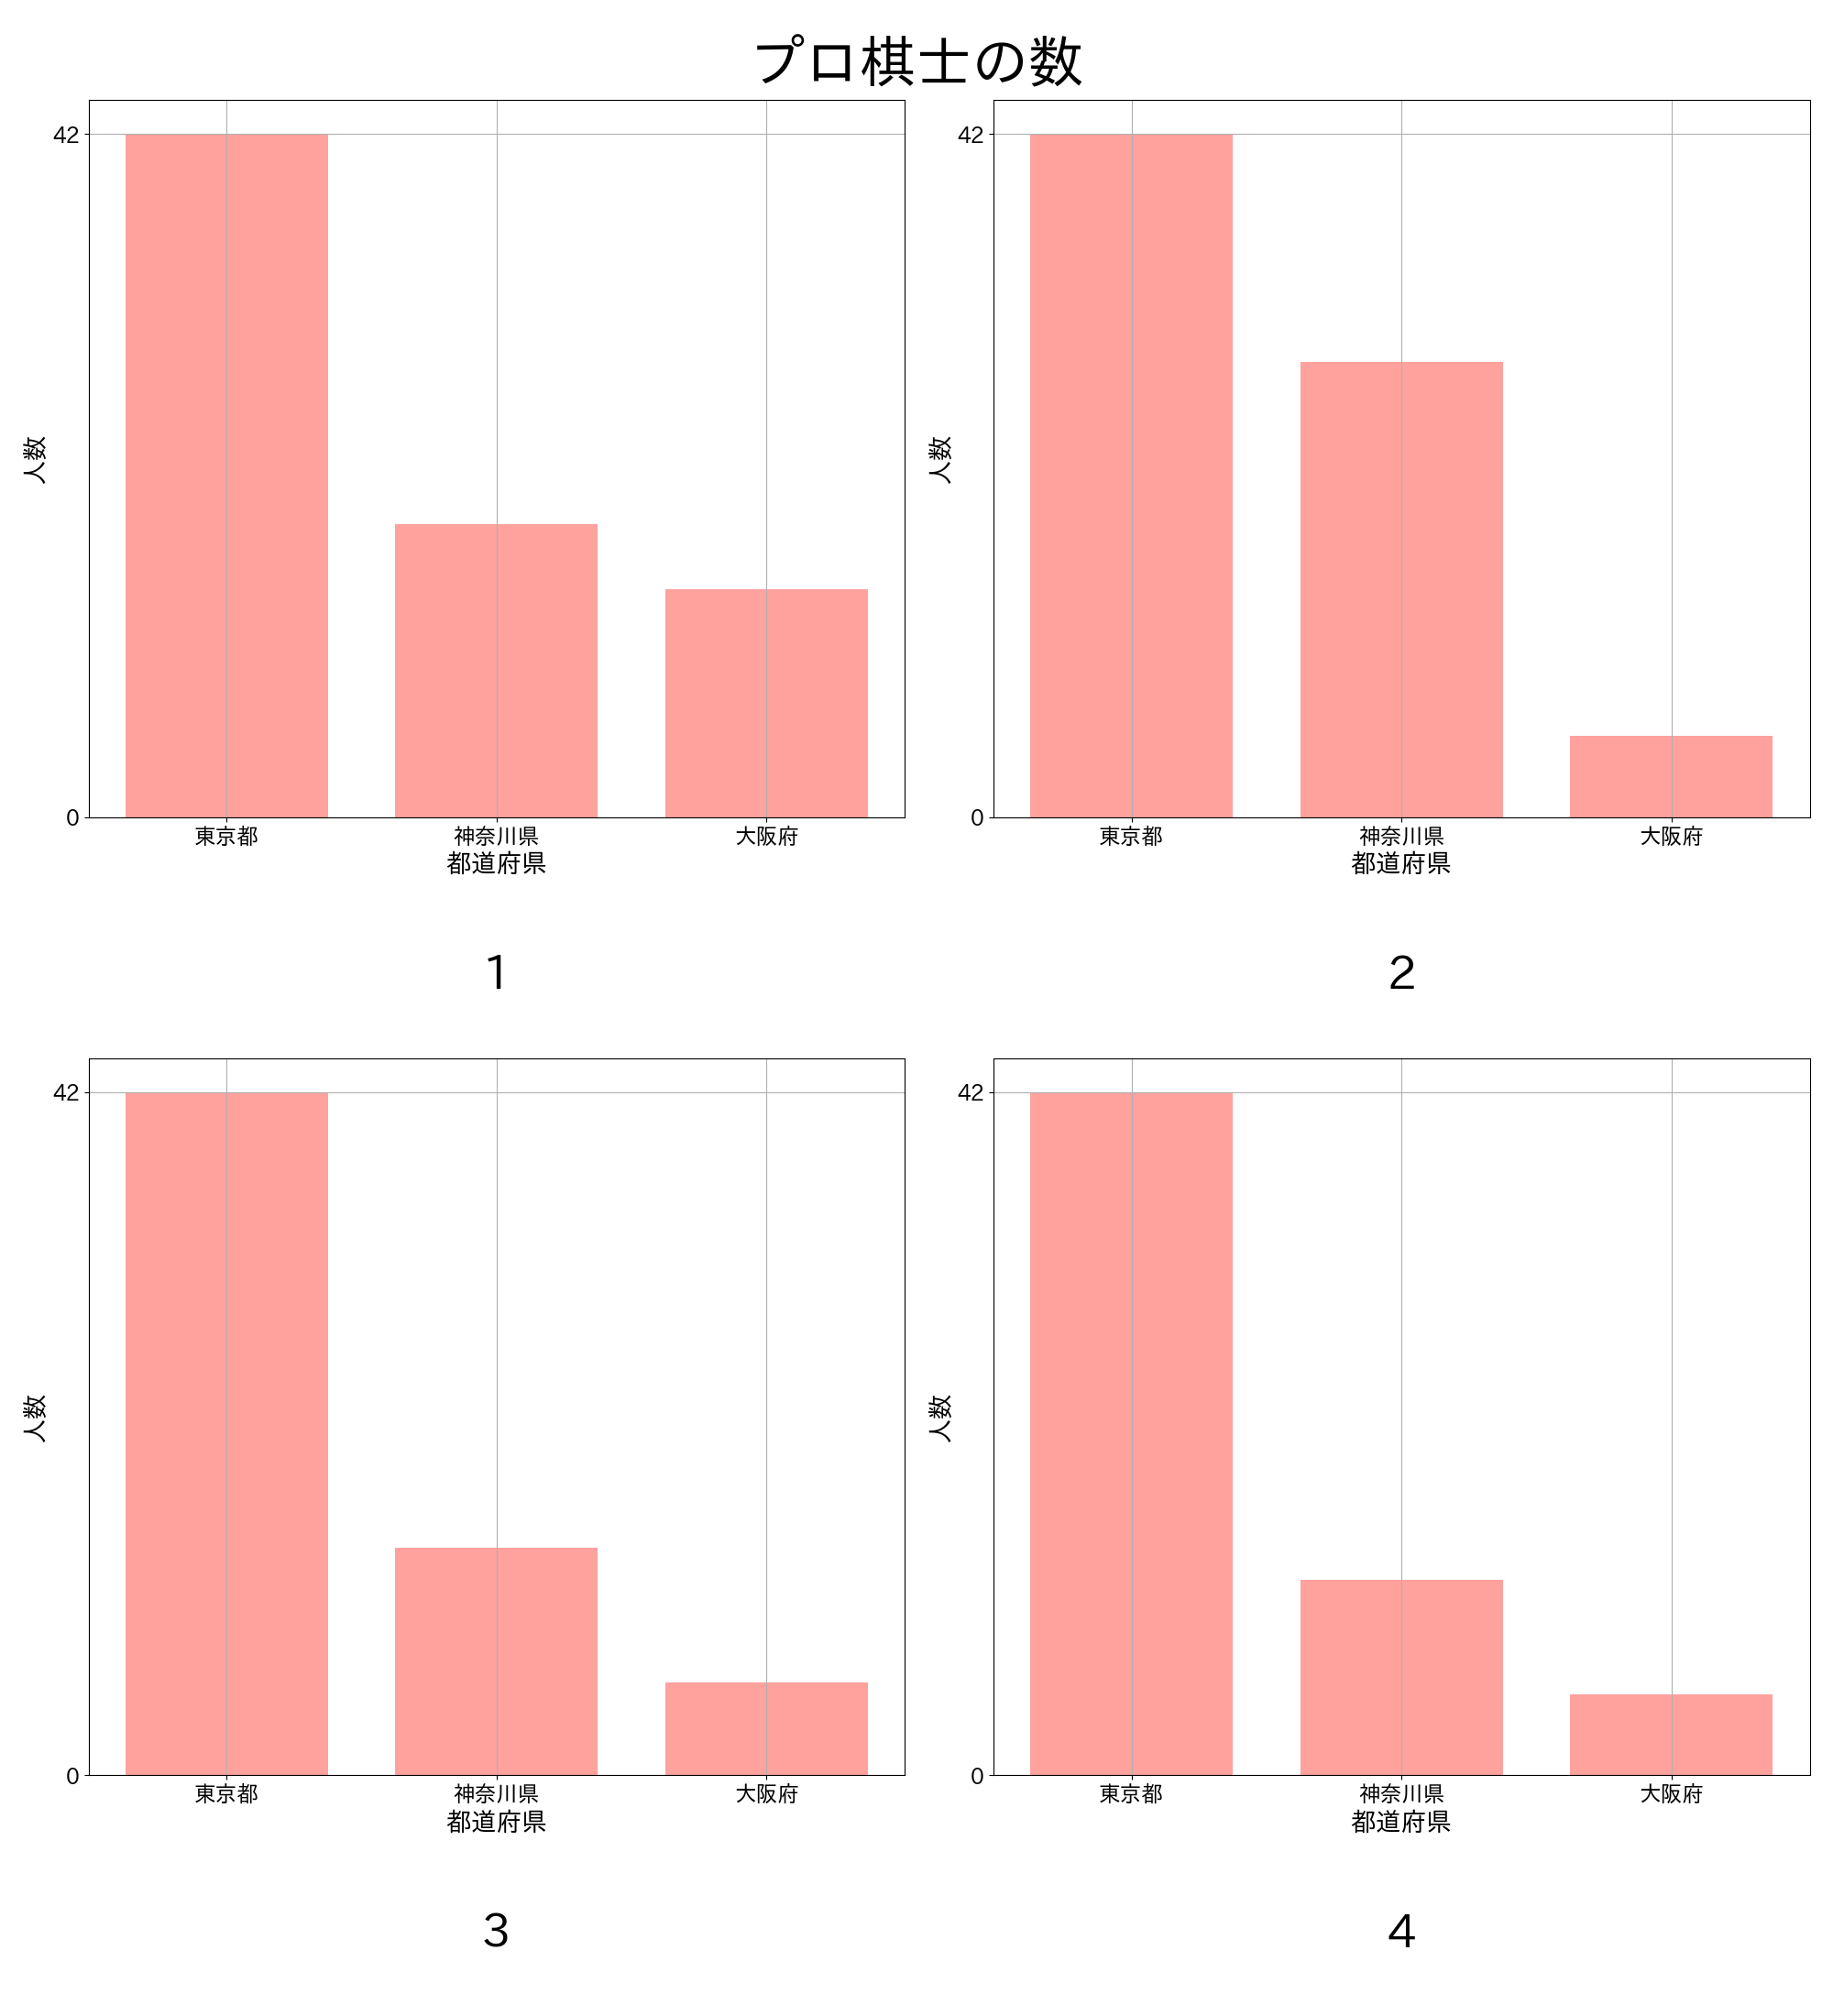 プロ棋士の数
42
0
人数
東京都 神奈川県 大阪府
都道府県
1
42
0
人数
東京都 神奈川県 大阪府
都道府県
2
42
0
人数
東京都 神奈川県 大阪府
都道府県
3
42
0
人数
東京都 神奈川県 大阪府
都道府県
4